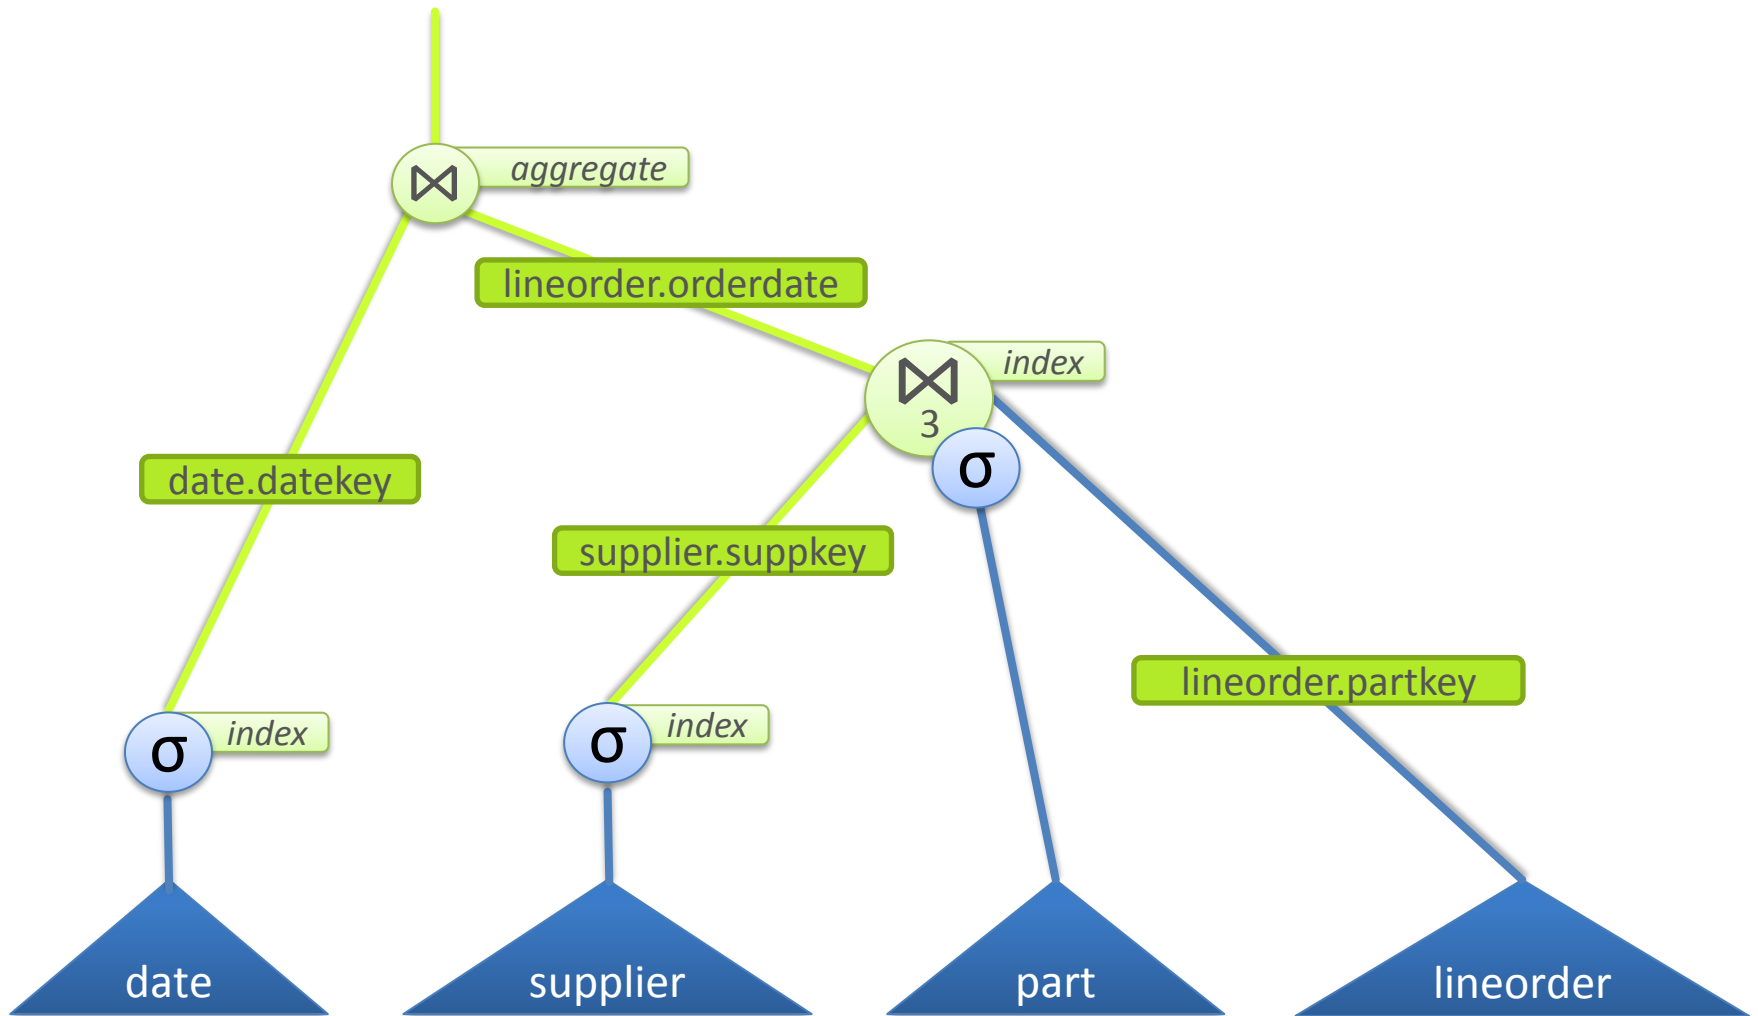 ⋈
aggregate
lineorder.orderdate
⋈
3
index
σ
date.datekey
supplier.suppkey
lineorder.partkey
σ
index
σ
index
date
supplier
part
lineorder